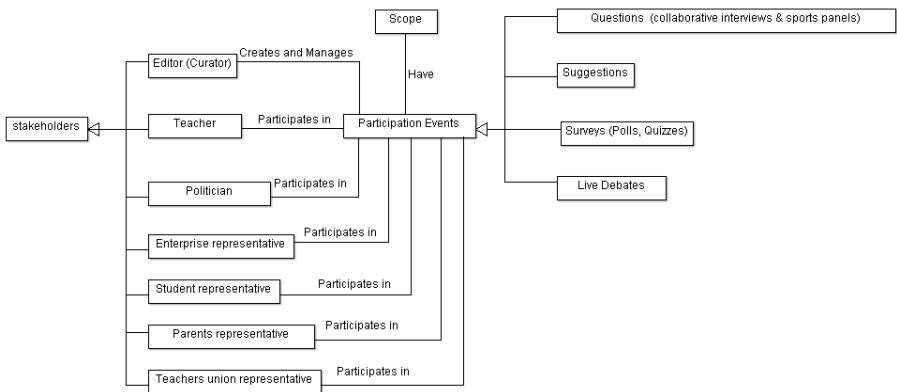 Scope
Questions (collaborative interviews & sports panels)
Editor (Curator)
Creates and Manages
Have
Suggestions
stakeholders
Teacher
Participates in
Participation Events
Surveys (Polls, Quizzes)
Politician
Participates in
Live Debates
Enterprise representative
Participates in
Student representative
Participates in
Parents representative
Participates in
Teachers union representative
Participates in